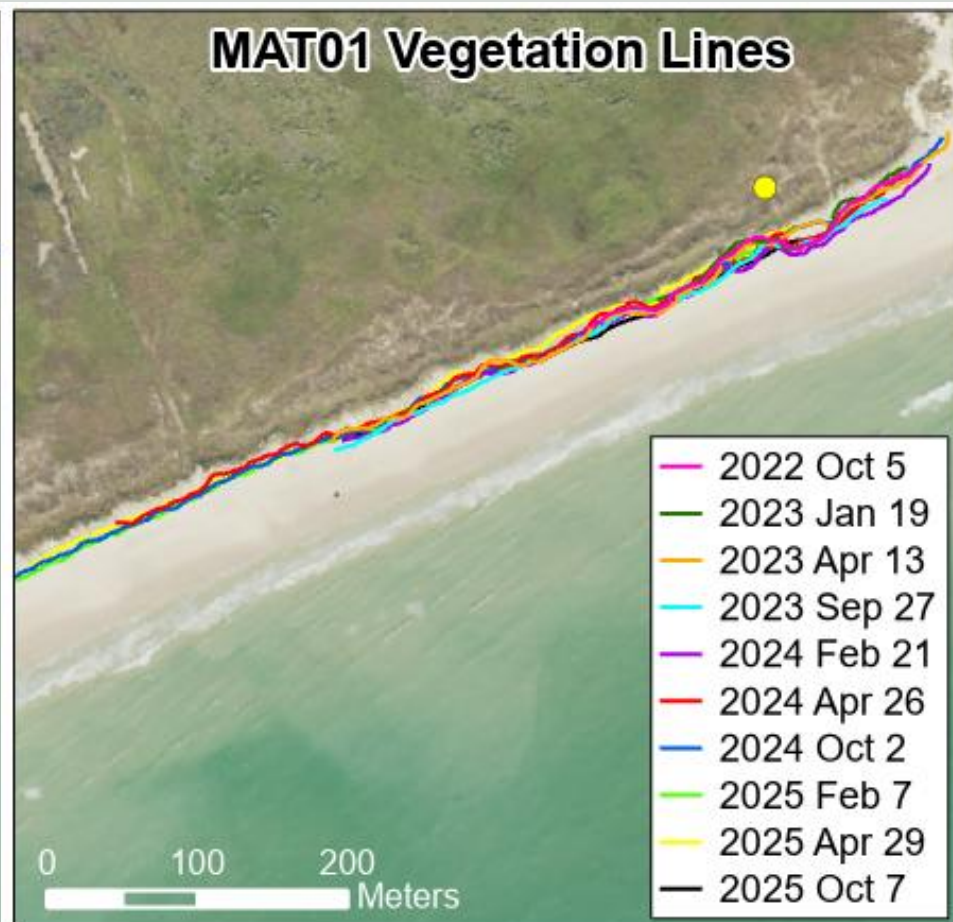 MAT01 Vegetation Lines
2022 Oct 5
2023 Jan 19
2023 Apr 13
2023 Sep 27
2024 Feb 21
2024 Apr 26
2024 Oct 2
2025 Feb 7
2025 Apr 29
2025 Oct 7
0 100 200
Meters